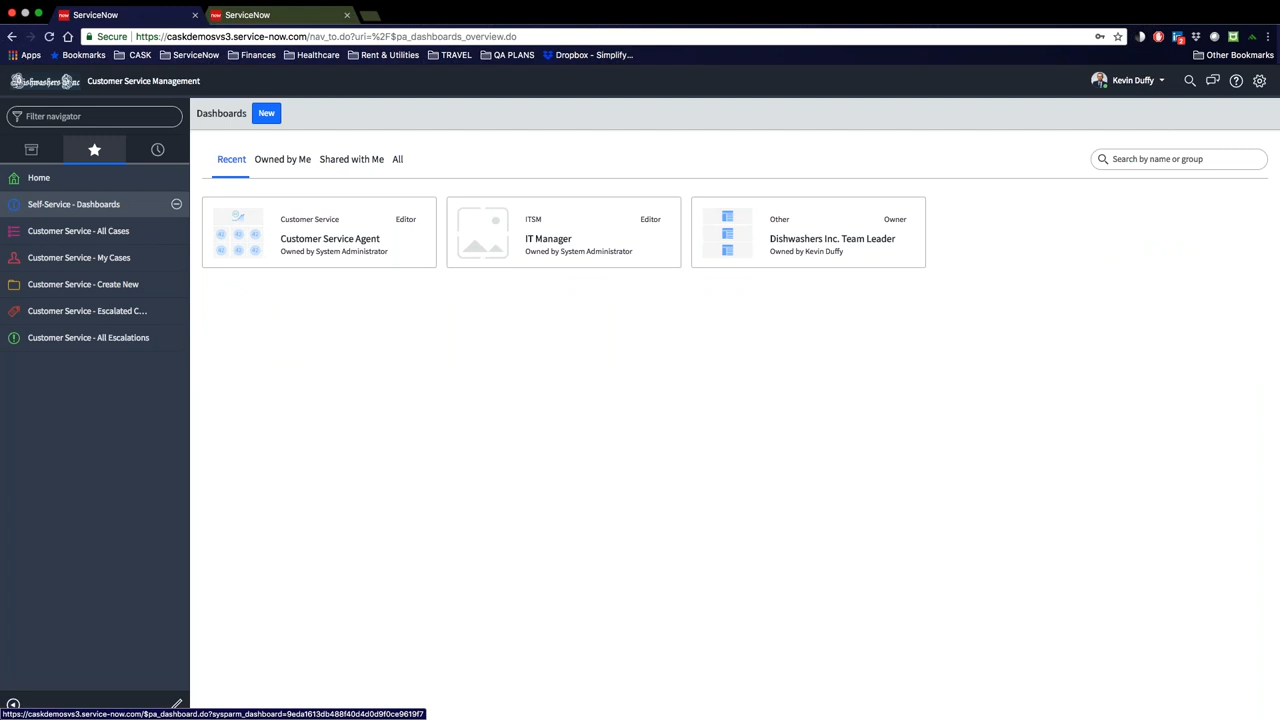 ServiceNow
ServiceNow
Secure https://caskdemosvs3.service-now.com/nav_to.do?uri=%2F$pa_dashboards_overview.do
Apps Bookmarks CASK ServiceNow Finances Healthcare Rent & Utilities TRAVEL QA PLANS Dropbox - Simplify... Other Bookmarks
Dishwashers Inc Customer Service Management Kevin Duffy
Filter navigator
Dashboards New
Recent Owned by Me Shared with Me All Search by name or group
Home
Self-Service - Dashboards
Customer Service - All Cases
Customer Service - My Cases
Customer Service - Create New
Customer Service - Escalated C...
Customer Service - All Escalations
Customer Service Editor
Customer Service Agent
Owned by System Administrator
ITSM Editor
IT Manager
Owned by System Administrator
Other Owner
Dishwashers Inc. Team Leader
Owned by Kevin Duffy
https://caskdemosvs3.service-now.com/$pa_dashboard.do?sysparm_dashboard=9eda1613db488f40d4d0d9f0ce9619f7